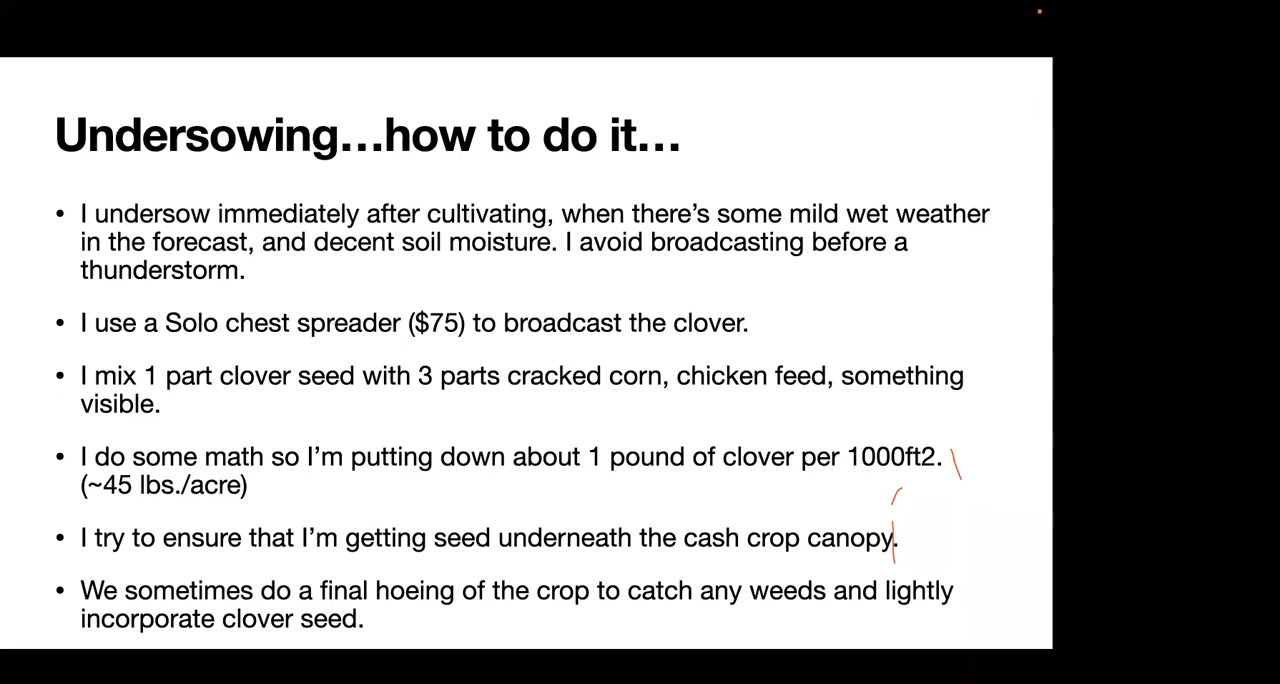 Undersowing…how to do it…
• I undersow immediately after cultivating, when there’s some mild wet weather
in the forecast, and decent soil moisture. I avoid broadcasting before a
thunderstorm.
• I use a Solo chest spreader ($75) to broadcast the clover.
• I mix 1 part clover seed with 3 parts cracked corn, chicken feed, something
visible.
• I do some math so I’m putting down about 1 pound of clover per 1000ft2.
(~45 lbs./acre)
• I try to ensure that I’m getting seed underneath the cash crop canopy.
• We sometimes do a final hoeing of the crop to catch any weeds and lightly
incorporate clover seed.